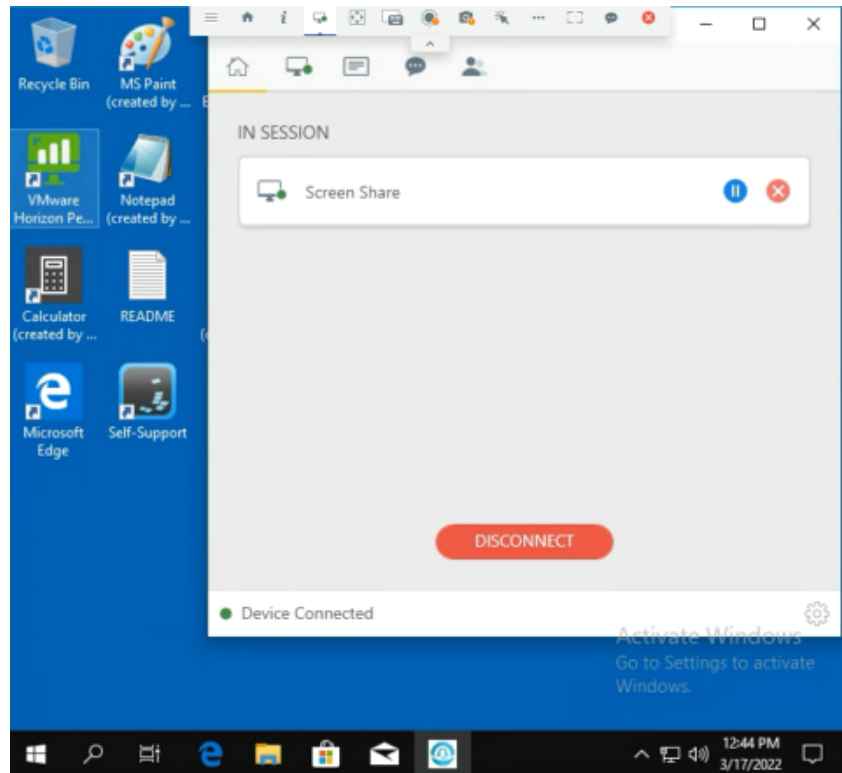 Recycle Bin
MS Paint
(created by ...
VMware
Horizon Pe...
Notepad
(created by ...
Calculator
(created by ...
README
Microsoft
Edge
Self-Support
IN SESSION
Screen Share
DISCONNECT
Device Connected
Activate Windows
Go to Settings to activate
Windows.
12:44 PM
3/17/2022